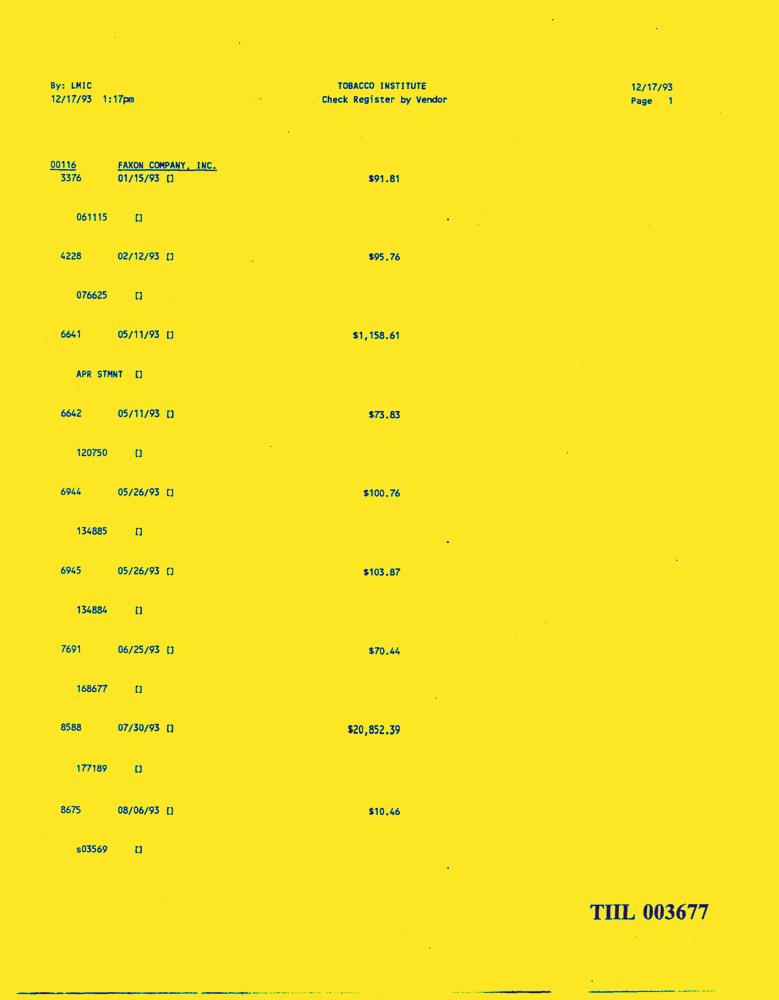 By: LMIC TOBACCO INSTITUTE 12/17/93
12/17/93 1:17pm Check Register by Vendor Page 1
00116 FAXON COMPANY, INC.
3376 01/15/93 [] $91.81
061115 []
4228 02/12/93 [] $95.76
076625 []
6641 05/11/93 [] $1,158.61
APR STMNT []
6642 05/11/93 [] $73.83
120750 []
6944 05/26/93 [] $100.76
134885 []
6945 05/26/93 [] $103.87
134884 []
7691 06/25/93 [] $70.44
168677 []
8588 07/30/93 [] $20,852.39
177189 []
8675 08/06/93 [] $10.46
s03569 []
TIIL 003677